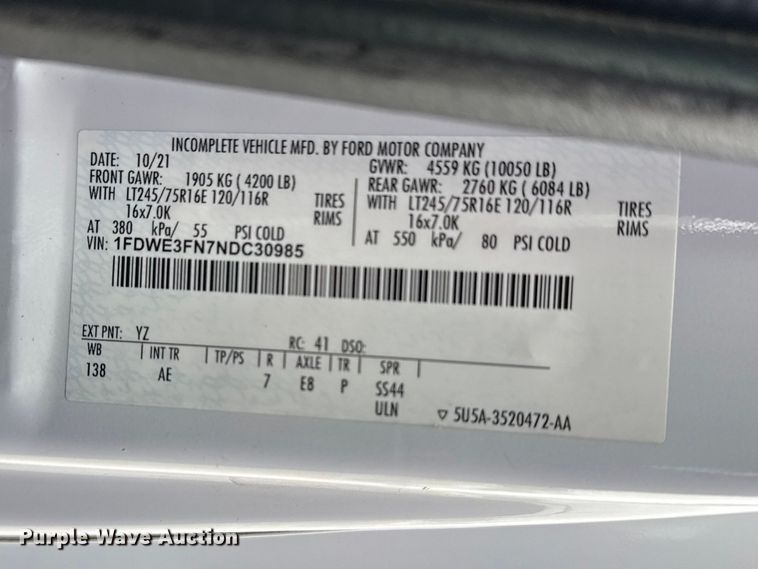 INCOMPLETE VEHICLE MFD. BY FORD MOTOR COMPANY
DATE: 10/21 GVWR: 4559 KG (10050 LB)
FRONT GAWR: 1905 KG ( 4200 LB) REAR GAWR: 2760 KG ( 6084 LB)
WITH LT245/75R16E 120/116R TIRES WITH LT245/75R16E 120/116R TIRES
16x7.0K RIMS 16x7.0K RIMS
AT 380 kPa/ 55 PSI COLD AT 550 kPa/ 80 PSI COLD
VIN: 1FDWE3FN7NDC30985
EXT PNT: YZ RC: 41 DSO:
WB INT TR TP/PS R AXLE TR SPR
138 AE 7 E8 P SS44
ULN ▽ 5U5A-3520472-AA
Purple Wave Auction